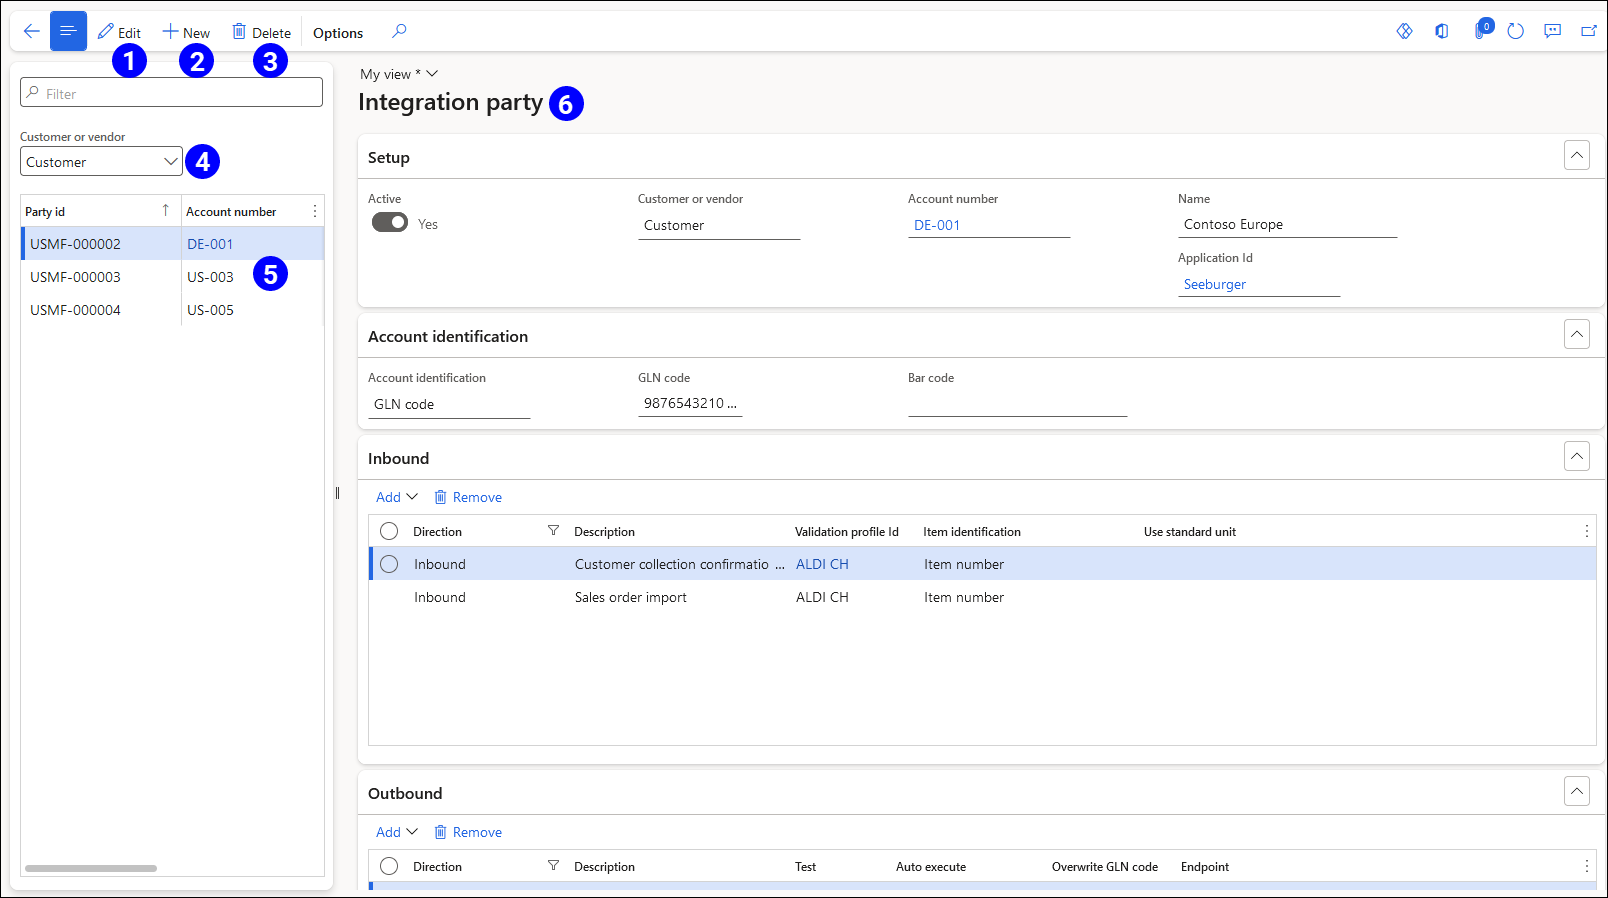 Edit New Delete Options
0
1 2 3
Filter
Customer or vendor
Customer 4
Party id Account number
USMF-000002 DE-001
USMF-000003 US-003 5
USMF-000004 US-005
My view *
Integration party 6
Setup
Active Customer or vendor Account number Name
Yes Customer DE-001 Contoso Europe
Application Id
Seeburger
Account identification
Account identification GLN code Bar code
GLN code 9876543210 ...
Inbound
Add Remove
Direction Description Validation profile Id Item identification Use standard unit
Inbound Customer collection confirmatio ... ALDI CH Item number
Inbound Sales order import ALDI CH Item number
Outbound
Add Remove
Direction Description Test Auto execute Overwrite GLN code Endpoint